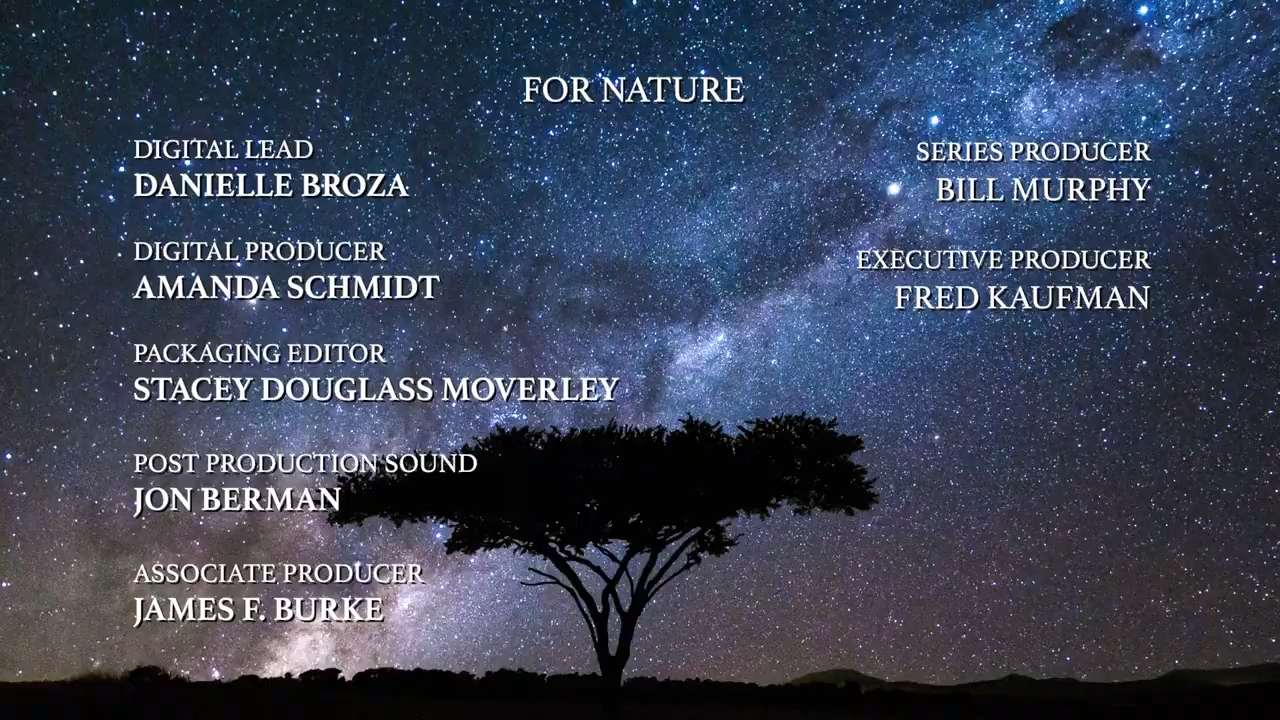 FOR NATURE
DIGITAL LEAD
DANIELLE BROZA
DIGITAL PRODUCER
AMANDA SCHMIDT
PACKAGING EDITOR
STACEY DOUGLASS MOVERLEY
POST PRODUCTION SOUND
JON BERMAN
ASSOCIATE PRODUCER
JAMES F. BURKE
SERIES PRODUCER
BILL MURPHY
EXECUTIVE PRODUCER
FRED KAUFMAN